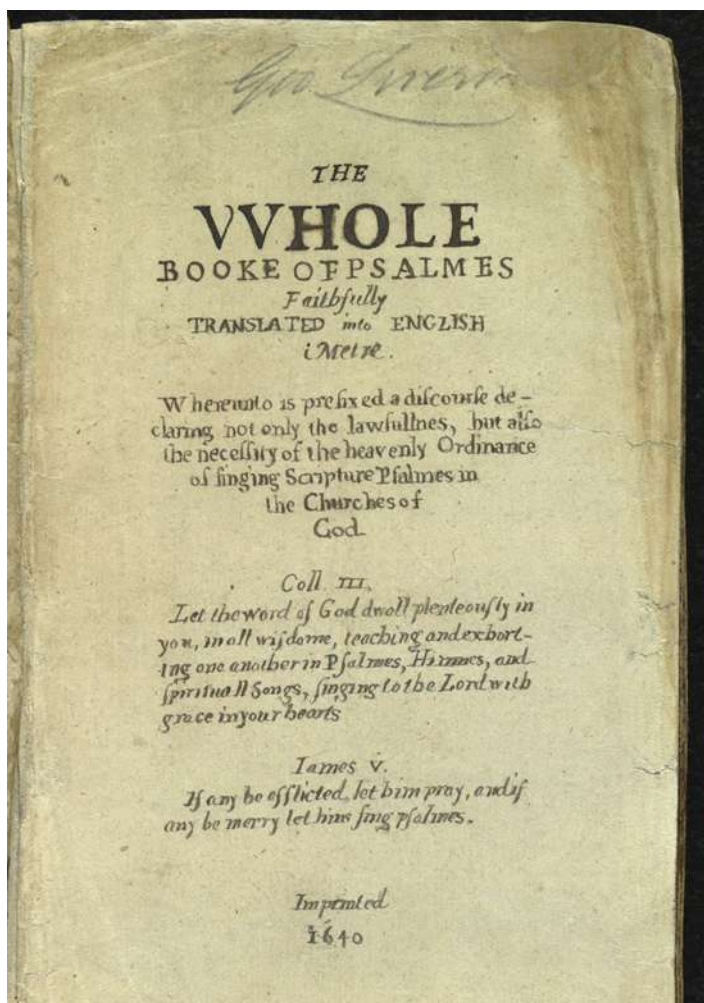 Geo
THE
VVHOLE
BOOKE OF PSALMES
Faithfully
TRANSLATED into ENGLISH
Metre.
Whereunto is prefixed a discourse de-
claring not only the lawfullnes, but also
the necessity of the heavenly Ordinance
of singing Scripture Psalmes in
the Churches of
God.
Coll. III.
Let the word of God dwell plenteously in
you, in all wisdome, teaching and exhort-
ing one another in Psalmes, Himnes, and
spirituall Songs, singing to the Lord with
grace in your hearts
Iames V.
If any be afflicted, let him pray, and if
any be merry let him sing psalmes.
Imprinted
1640